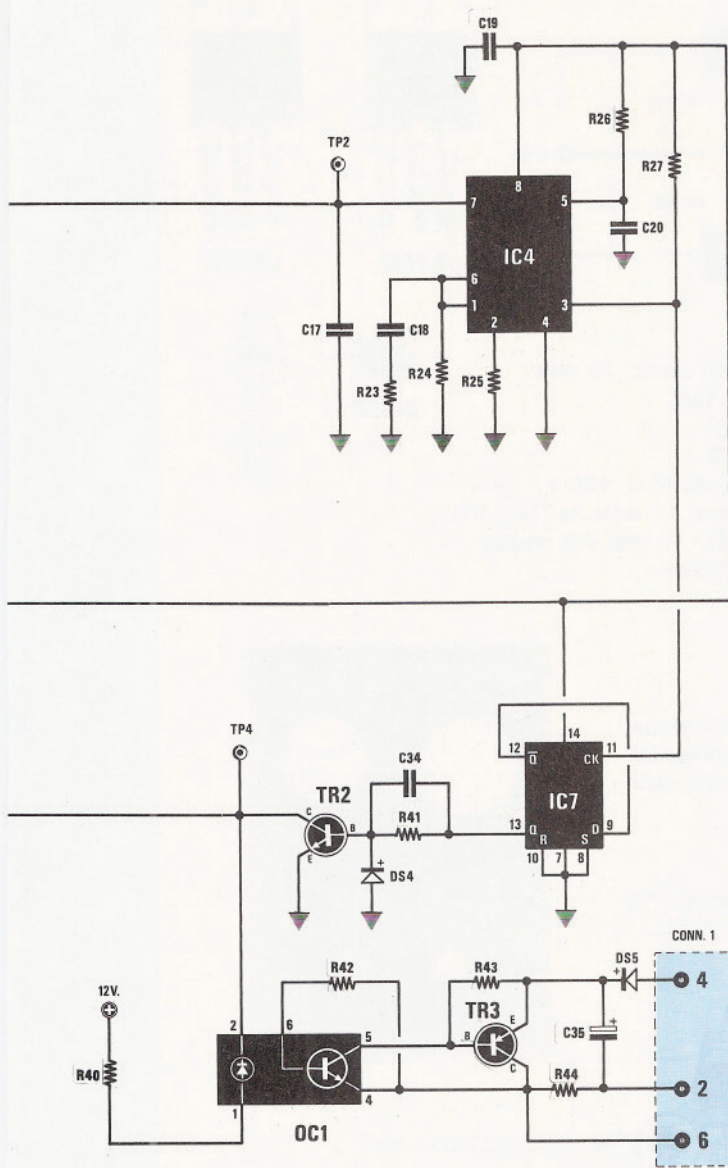 C19
R26
R27
TP2
8
7
5
IC4
C20
6
1
3
2
4
C17
C18
R24
R25
R23
TP4
14
12
11
Q̅
CK
C34
TR2
IC7
C
B
R41
13
Q
D
9
E
R
S
10
7
8
DS4
CONN. 1
R42
R43
DS5
+
4
12V.
TR3
2
6
E
C35
+
5
B
R40
C
R44
2
4
1
OC1
6